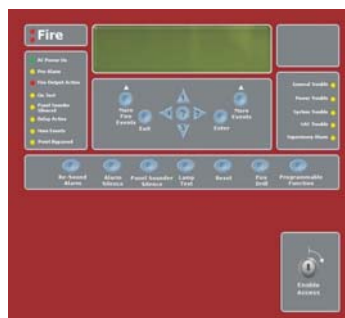 Fire
AC Power On
Pre-Alarm
Fire Output Active
On Test
Panel Sounder
Silenced
Delay Active
More Events
Point Bypassed
More
Fire
Events
Exit
?
More
Events
Enter
General Trouble
Power Trouble
System Trouble
NAC Trouble
Supervisory Alarm
Re-Sound
Alarm
Alarm
Silence
Panel Sounder
Silence
Lamp
Test
Reset
Fire
Drill
Programmable
Function
Enable
Access